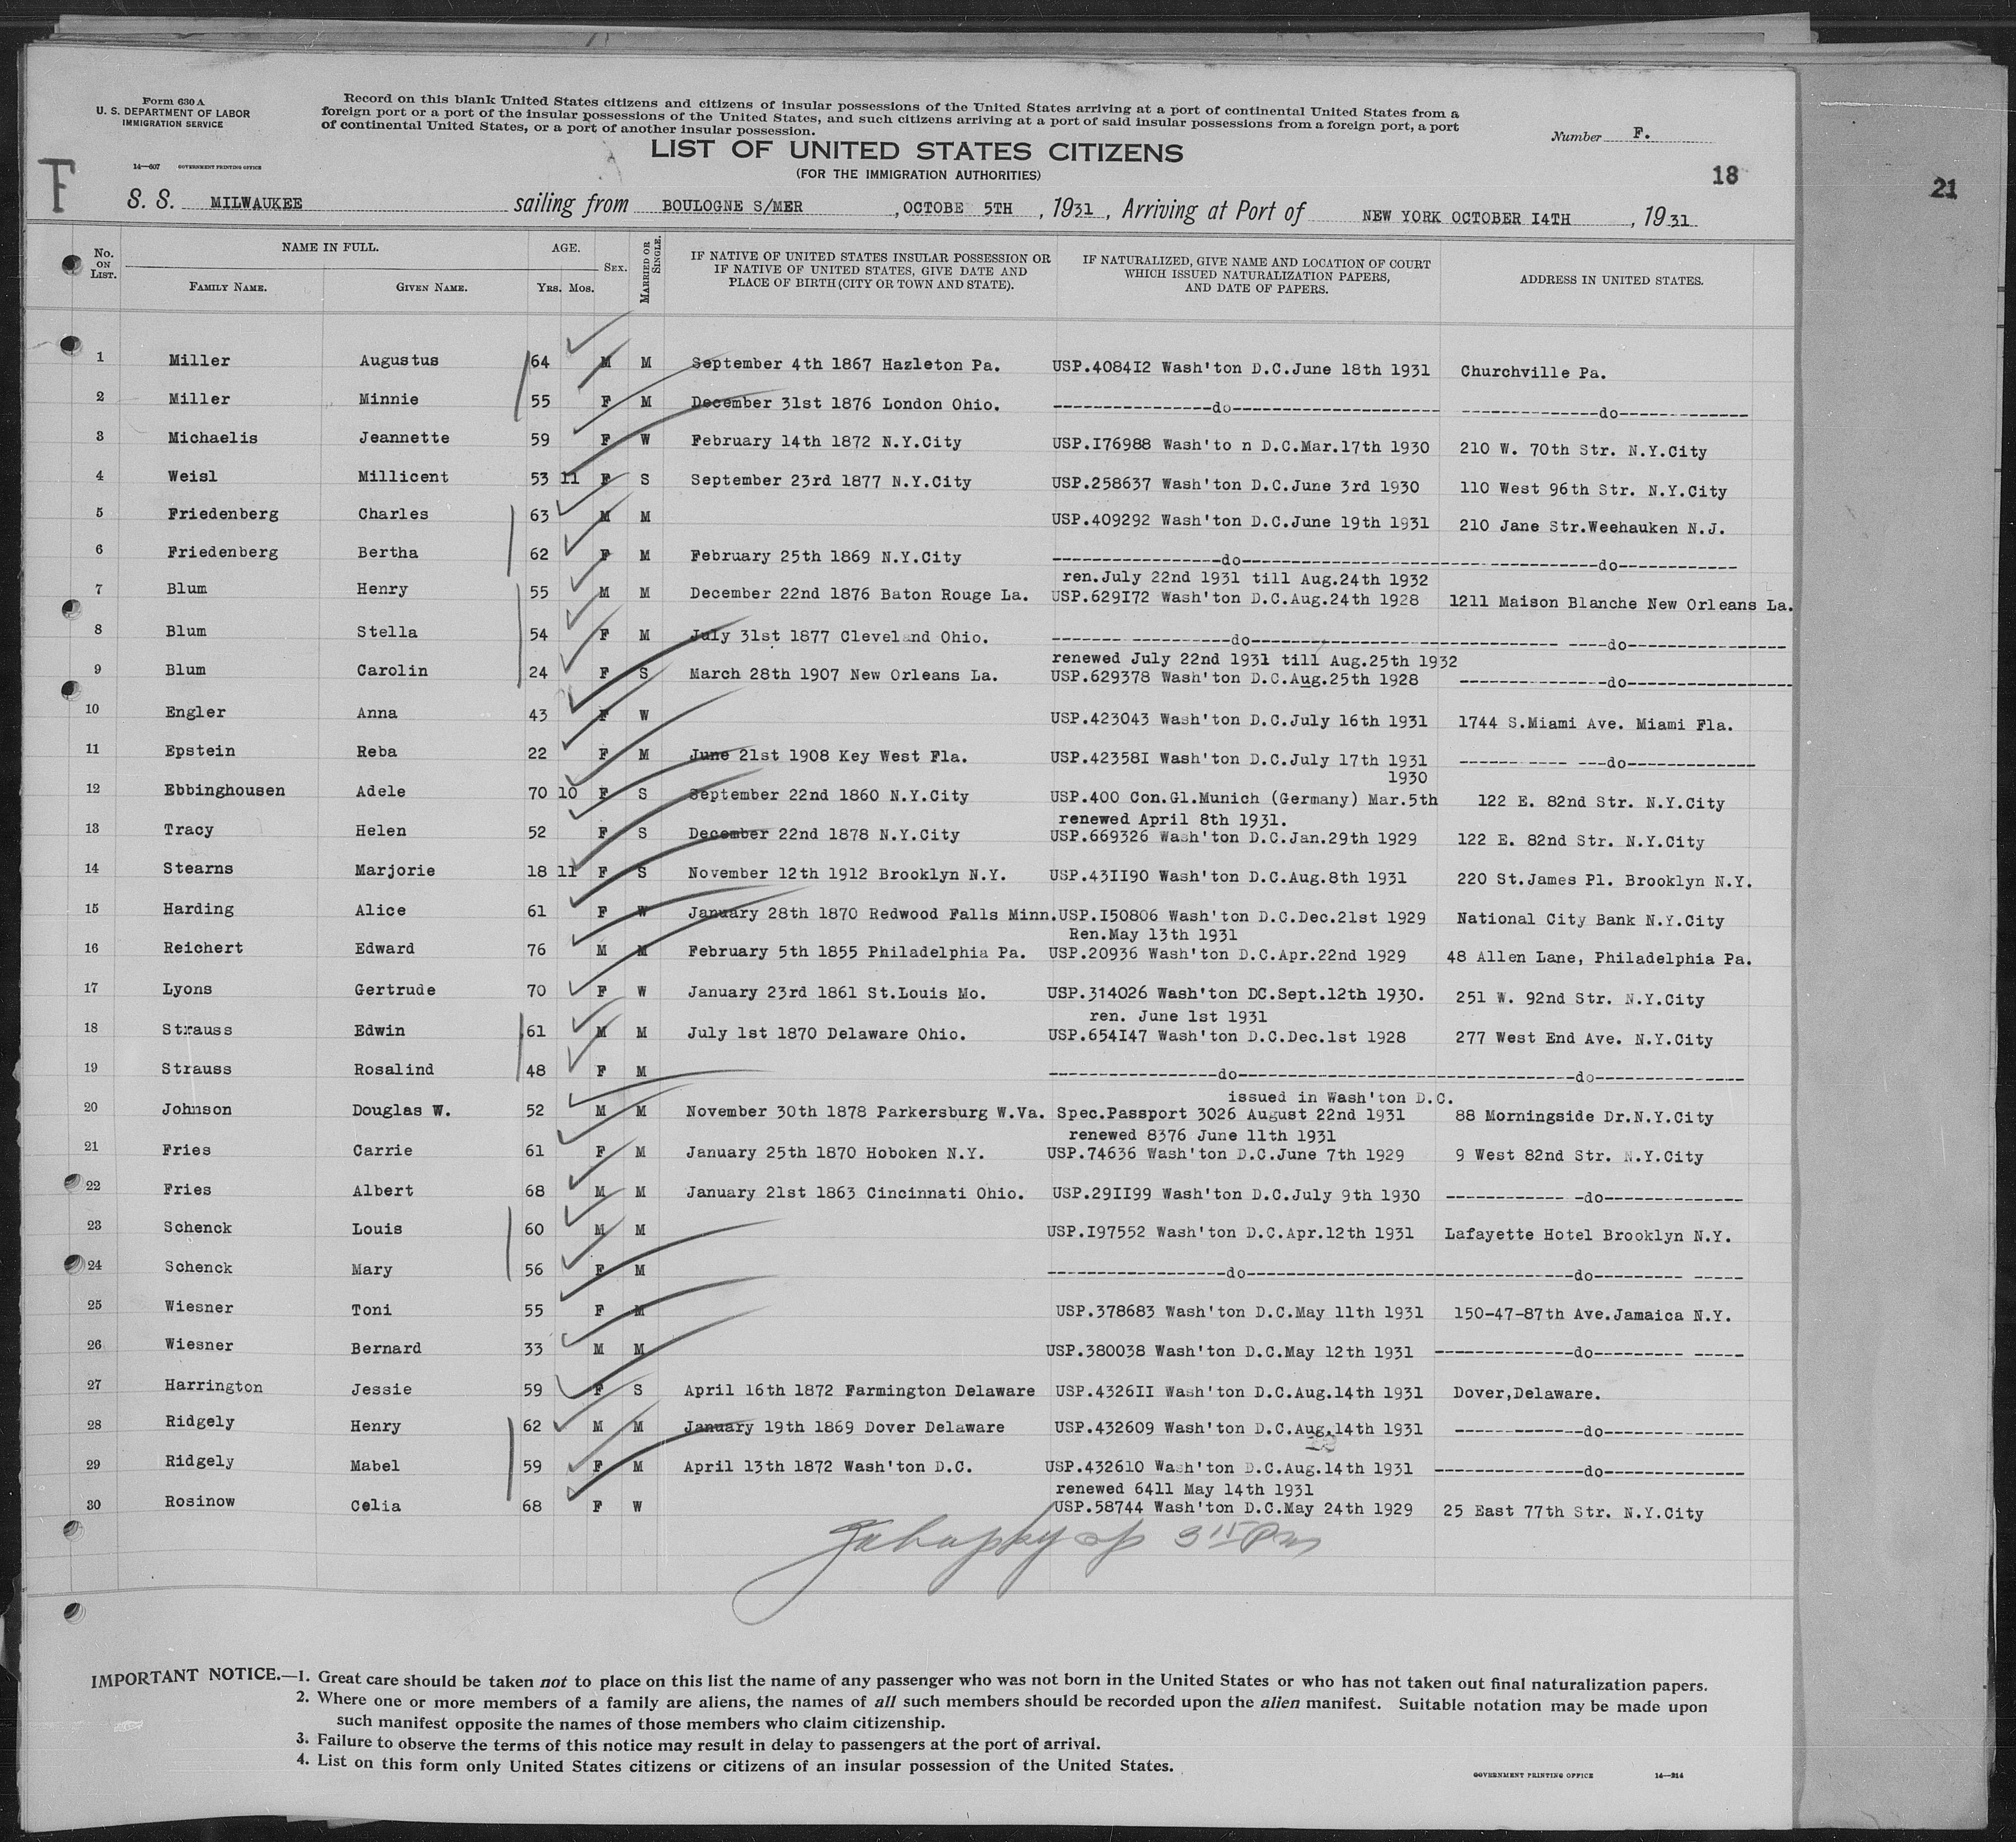 Form 630 A
U. S. DEPARTMENT OF LABOR
IMMIGRATION SERVICE
14—607 GOVERNMENT PRINTING OFFICE
Record on this blank United States citizens and citizens of insular possessions of the United States arriving at a port of continental United States from a
foreign port or a port of the insular possessions of the United States, and such citizens arriving at a port of said insular possessions from a foreign port, a port
of continental United States, or a port of another insular possession.
Number F.
LIST OF UNITED STATES CITIZENS
(FOR THE IMMIGRATION AUTHORITIES)
F
18
21
S. S. MILWAUKEE sailing from BOULOGNE S/MER , OCTOBE 5TH , 1931, Arriving at Port of NEW YORK OCTOBER I4TH , 1931
No. ON LIST. NAME IN FULL. FAMILY NAME. GIVEN NAME. AGE. YRS. MOS. SEX. MARRIED OR SINGLE. IF NATIVE OF UNITED STATES INSULAR POSSESSION OR IF NATIVE OF UNITED STATES, GIVE DATE AND PLACE OF BIRTH (CITY OR TOWN AND STATE). IF NATURALIZED, GIVE NAME AND LOCATION OF COURT WHICH ISSUED NATURALIZATION PAPERS, AND DATE OF PAPERS. ADDRESS IN UNITED STATES.
1 Miller Augustus 64 M M September 4th 1867 Hazleton Pa. USP.4084I2 Wash'ton D.C.June 18th 1931 Churchville Pa.
2 Miller Minnie 55 F M December 31st 1876 London Ohio. ----------------do--------------------- --------------do------------
3 Michaelis Jeannette 59 F W February 14th 1872 N.Y.City USP.I76988 Wash'to n D.C.Mar.17th 1930 210 W. 70th Str. N.Y.City
4 Weisl Millicent 53 11 F S September 23rd 1877 N.Y.City USP.258637 Wash'ton D.C.June 3rd 1930 110 West 96th Str. N.Y.City
5 Friedenberg Charles 63 M M USP.409292 Wash'ton D.C.June 19th 1931 210 Jane Str.Weehauken N.J.
6 Friedenberg Bertha 62 F M February 25th 1869 N.Y.City -----------------do------------------------------------do------------
ren.July 22nd 1931 till Aug.24th 1932
7 Blum Henry 55 M M December 22nd 1876 Baton Rouge La. USP.629I72 Wash'ton D.C.Aug.24th 1928 1211 Maison Blanche New Orleans La.
8 Blum Stella 54 F M July 31st 1877 Cleveland Ohio. ------- ----------do------------------------------- ----do----------------
renewed July 22nd 1931 till Aug.25th 1932
9 Blum Carolin 24 F S March 28th 1907 New Orleans La. USP.629378 Wash'ton D.C.Aug.25th 1928 ---------------do-----------------
10 Engler Anna 43 F W USP.423043 Wash'ton D.C.July 16th 1931 1744 S.Miami Ave. Miami Fla.
11 Epstein Reba 22 F M June 21st 1908 Key West Fla. USP.42358I Wash'ton D.C.July 17th 1931 ------ ---- ---do-------------
1930
12 Ebbinghousen Adele 70 10 F S September 22nd 1860 N.Y.City USP.400 Con.Gl.Munich (Germany) Mar.5th 122 E. 82nd Str. N.Y.City
renewed April 8th 1931.
13 Tracy Helen 52 F S December 22nd 1878 N.Y.City USP.669326 Wash'ton D.C.Jan.29th 1929 122 E. 82nd Str. N.Y.City
14 Stearns Marjorie 18 11 F S November 12th 1912 Brooklyn N.Y. USP.43II90 Wash'ton D.C.Aug.8th 1931 220 St.James Pl. Brooklyn N.Y.
15 Harding Alice 61 F W January 28th 1870 Redwood Falls Minn. USP.I50806 Wash'ton D.C.Dec.21st 1929 National City Bank N.Y.City
Ren.May 13th 1931
16 Reichert Edward 76 M M February 5th 1855 Philadelphia Pa. USP.20936 Wash'ton D.C.Apr.22nd 1929 48 Allen Lane, Philadelphia Pa.
17 Lyons Gertrude 70 F W January 23rd 1861 St.Louis Mo. USP.314026 Wash'ton DC.Sept.12th 1930. 251 W. 92nd Str. N.Y.City
ren. June 1st 1931
18 Strauss Edwin 61 M M July 1st 1870 Delaware Ohio. USP.654I47 Wash'ton D.C.Dec.1st 1928 277 West End Ave. N.Y.City
19 Strauss Rosalind 48 F M -----------------do----------------------------------do---------------
issued in Wash'ton D.C.
20 Johnson Douglas W. 52 M M November 30th 1878 Parkersburg W.Va. Spec.Passport 3026 August 22nd 1931 88 Morningside Dr.N.Y.City
renewed 8376 June 11th 1931
21 Fries Carrie 61 F M January 25th 1870 Hoboken N.Y. USP.74636 Wash'ton D.C.June 7th 1929 9 West 82nd Str. N.Y.City
22 Fries Albert 68 M M January 21st 1863 Cincinnati Ohio. USP.29II99 Wash'ton D.C.July 9th 1930 ------------ -do--------------
23 Schenck Louis 60 M M USP.I97552 Wash'ton D.C.Apr.12th 1931 Lafayette Hotel Brooklyn N.Y.
24 Schenck Mary 56 F M ------------------do---------------------------------do--------- -----
25 Wiesner Toni 55 F M USP.378683 Wash'ton D.C.May 11th 1931 150-47-87th Ave.Jamaica N.Y.
26 Wiesner Bernard 33 M M USP.380038 Wash'ton D.C.May 12th 1931 --------------do--------- -----
27 Harrington Jessie 59 F S April 16th 1872 Farmington Delaware USP.4326II Wash'ton D.C.Aug.14th 1931 Dover,Delaware.
28 Ridgely Henry 62 M M January 19th 1869 Dover Delaware USP.432609 Wash'ton D.C.Aug.14th 1931 -------------do--------------
29 Ridgely Mabel 59 F M April 13th 1872 Wash'ton D.C. USP.432610 Wash'ton D.C.Aug.14th 1931 ---------------do--------------
renewed 6411 May 14th 1931
30 Rosinow Celia 68 F W USP.58744 Wash'ton D.C.May 24th 1929 25 East 77th Str. N.Y.City
3 15 Pm
IMPORTANT NOTICE.—1. Great care should be taken not to place on this list the name of any passenger who was not born in the United States or who has not taken out final naturalization papers.
2. Where one or more members of a family are aliens, the names of all such members should be recorded upon the alien manifest. Suitable notation may be made upon
such manifest opposite the names of those members who claim citizenship.
3. Failure to observe the terms of this notice may result in delay to passengers at the port of arrival.
4. List on this form only United States citizens or citizens of an insular possession of the United States.
GOVERNMENT PRINTING OFFICE 14—214